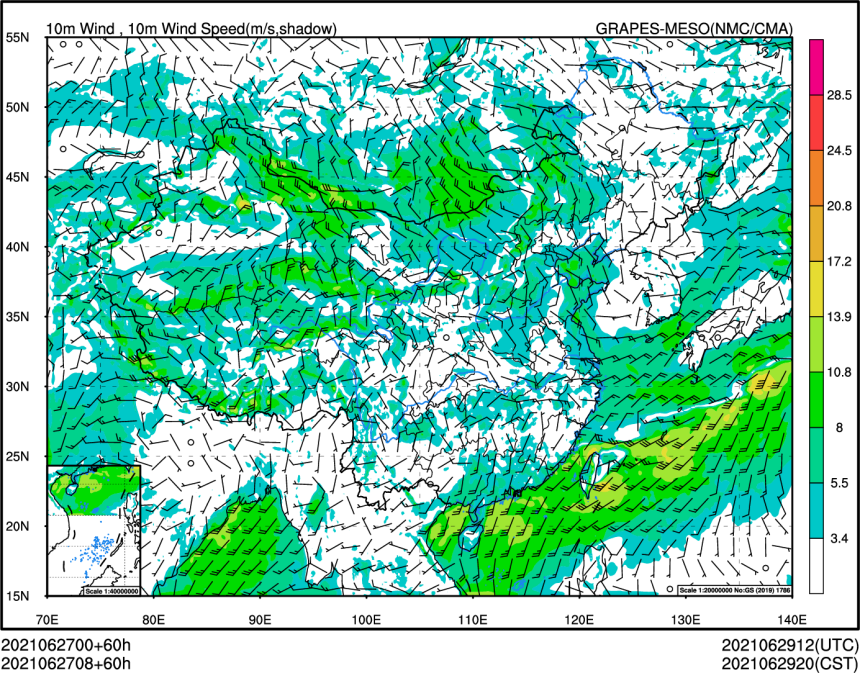 10m Wind , 10m Wind Speed(m/s,shadow) GRAPES-MESO(NMC/CMA)
55N
50N
45N
40N
35N
30N
25N
20N
15N
28.5
24.5
20.8
17.2
13.9
10.8
8
5.5
3.4
Scale 1:40000000
Scale 1:20000000 No:GS (2019) 1786
70E 80E 90E 100E 110E 120E 130E 140E
2021062700+60h 2021062912(UTC)
2021062708+60h 2021062920(CST)